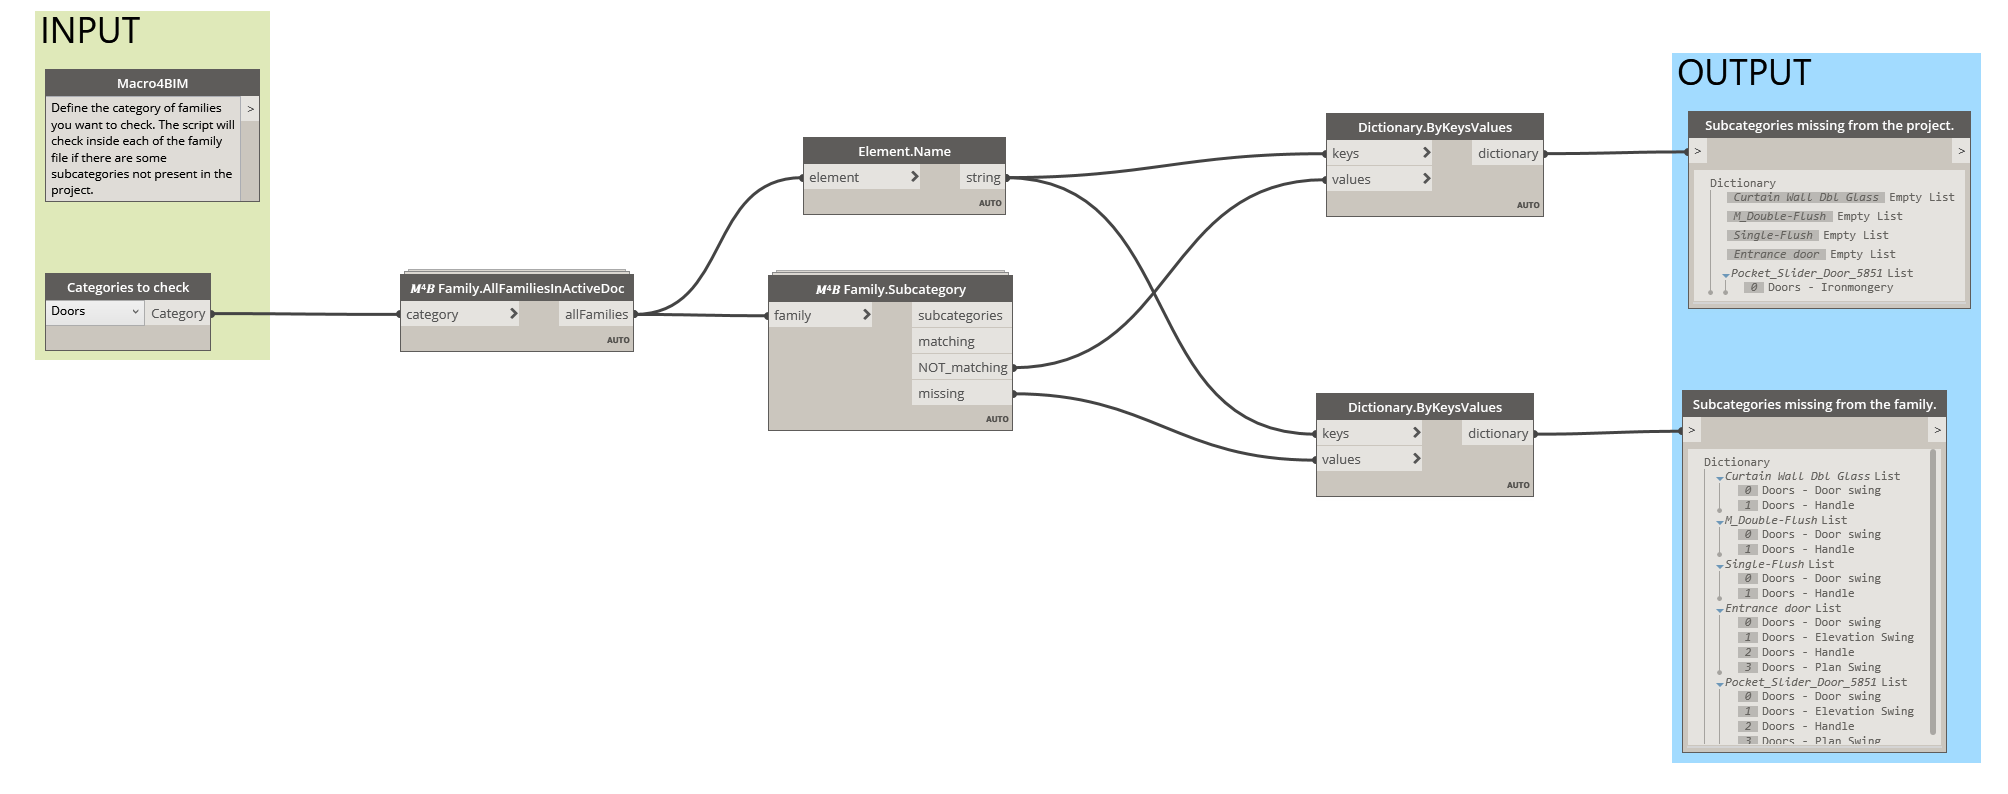 INPUT
Macro4BIM
Define the category of families
you want to check. The script will
check inside each of the family
file if there are some
subcategories not present in the
project.
>
Categories to check
Doors
Category
M⁴B Family.AllFamiliesInActiveDoc
category >
allFamilies
AUTO
Element.Name
element >
string
AUTO
M⁴B Family.Subcategory
family >
subcategories
matching
NOT_matching
missing
AUTO
Dictionary.ByKeysValues
keys >
dictionary
values >
AUTO
Dictionary.ByKeysValues
keys >
dictionary
values >
AUTO
OUTPUT
Subcategories missing from the project.
> >
Dictionary
Curtain Wall Dbl Glass Empty List
M_Double-Flush Empty List
Single-Flush Empty List
Entrance door Empty List
Pocket_Slider_Door_5851 List
0 Doors - Ironmongery
Subcategories missing from the family.
> >
Dictionary
Curtain Wall Dbl Glass List
0 Doors - Door swing
1 Doors - Handle
M_Double-Flush List
0 Doors - Door swing
1 Doors - Handle
Single-Flush List
0 Doors - Door swing
1 Doors - Handle
Entrance door List
0 Doors - Door swing
1 Doors - Elevation Swing
2 Doors - Handle
3 Doors - Plan Swing
Pocket_Slider_Door_5851 List
0 Doors - Door swing
1 Doors - Elevation Swing
2 Doors - Handle
3 Doors - Plan Swing